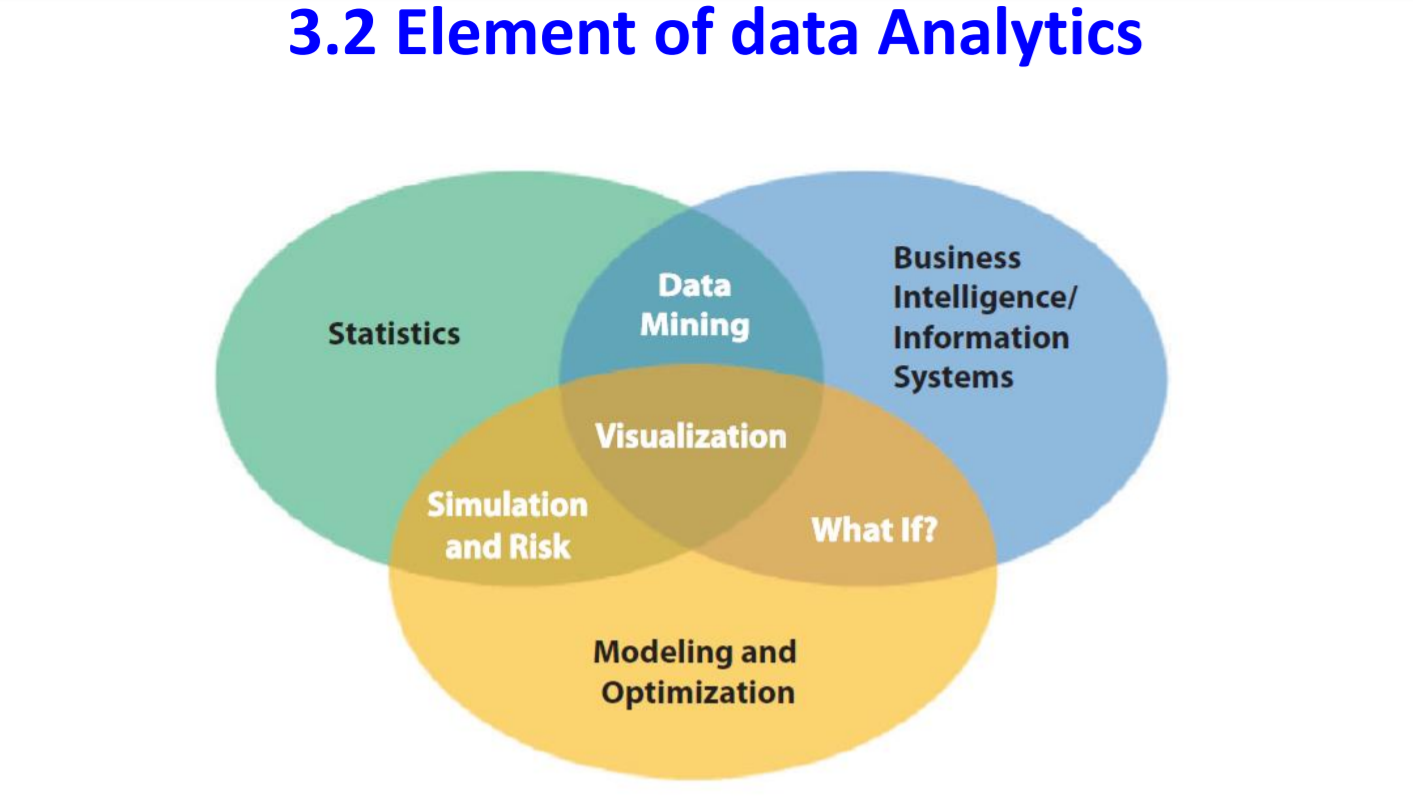 3.2 Element of data Analytics
Statistics
Data
Mining
Business
Intelligence/
Information
Systems
Visualization
Simulation
and Risk
What If?
Modeling and
Optimization